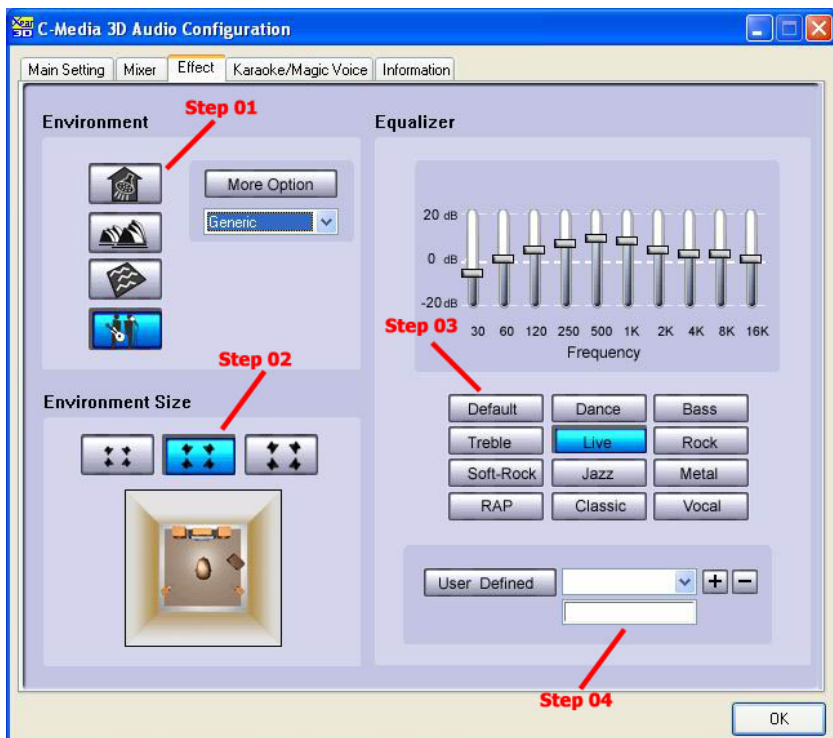 Xear 3D C-Media 3D Audio Configuration
Main Setting Mixer Effect Karaoke/Magic Voice Information
Step 01
Environment
More Option
Generic
Step 02
Environment Size
Equalizer
20 dB
0 dB
-20 dB
30 60 120 250 500 1K 2K 4K 8K 16K
Frequency
Step 03
Default Dance Bass
Treble Live Rock
Soft-Rock Jazz Metal
RAP Classic Vocal
User Defined
Step 04
OK